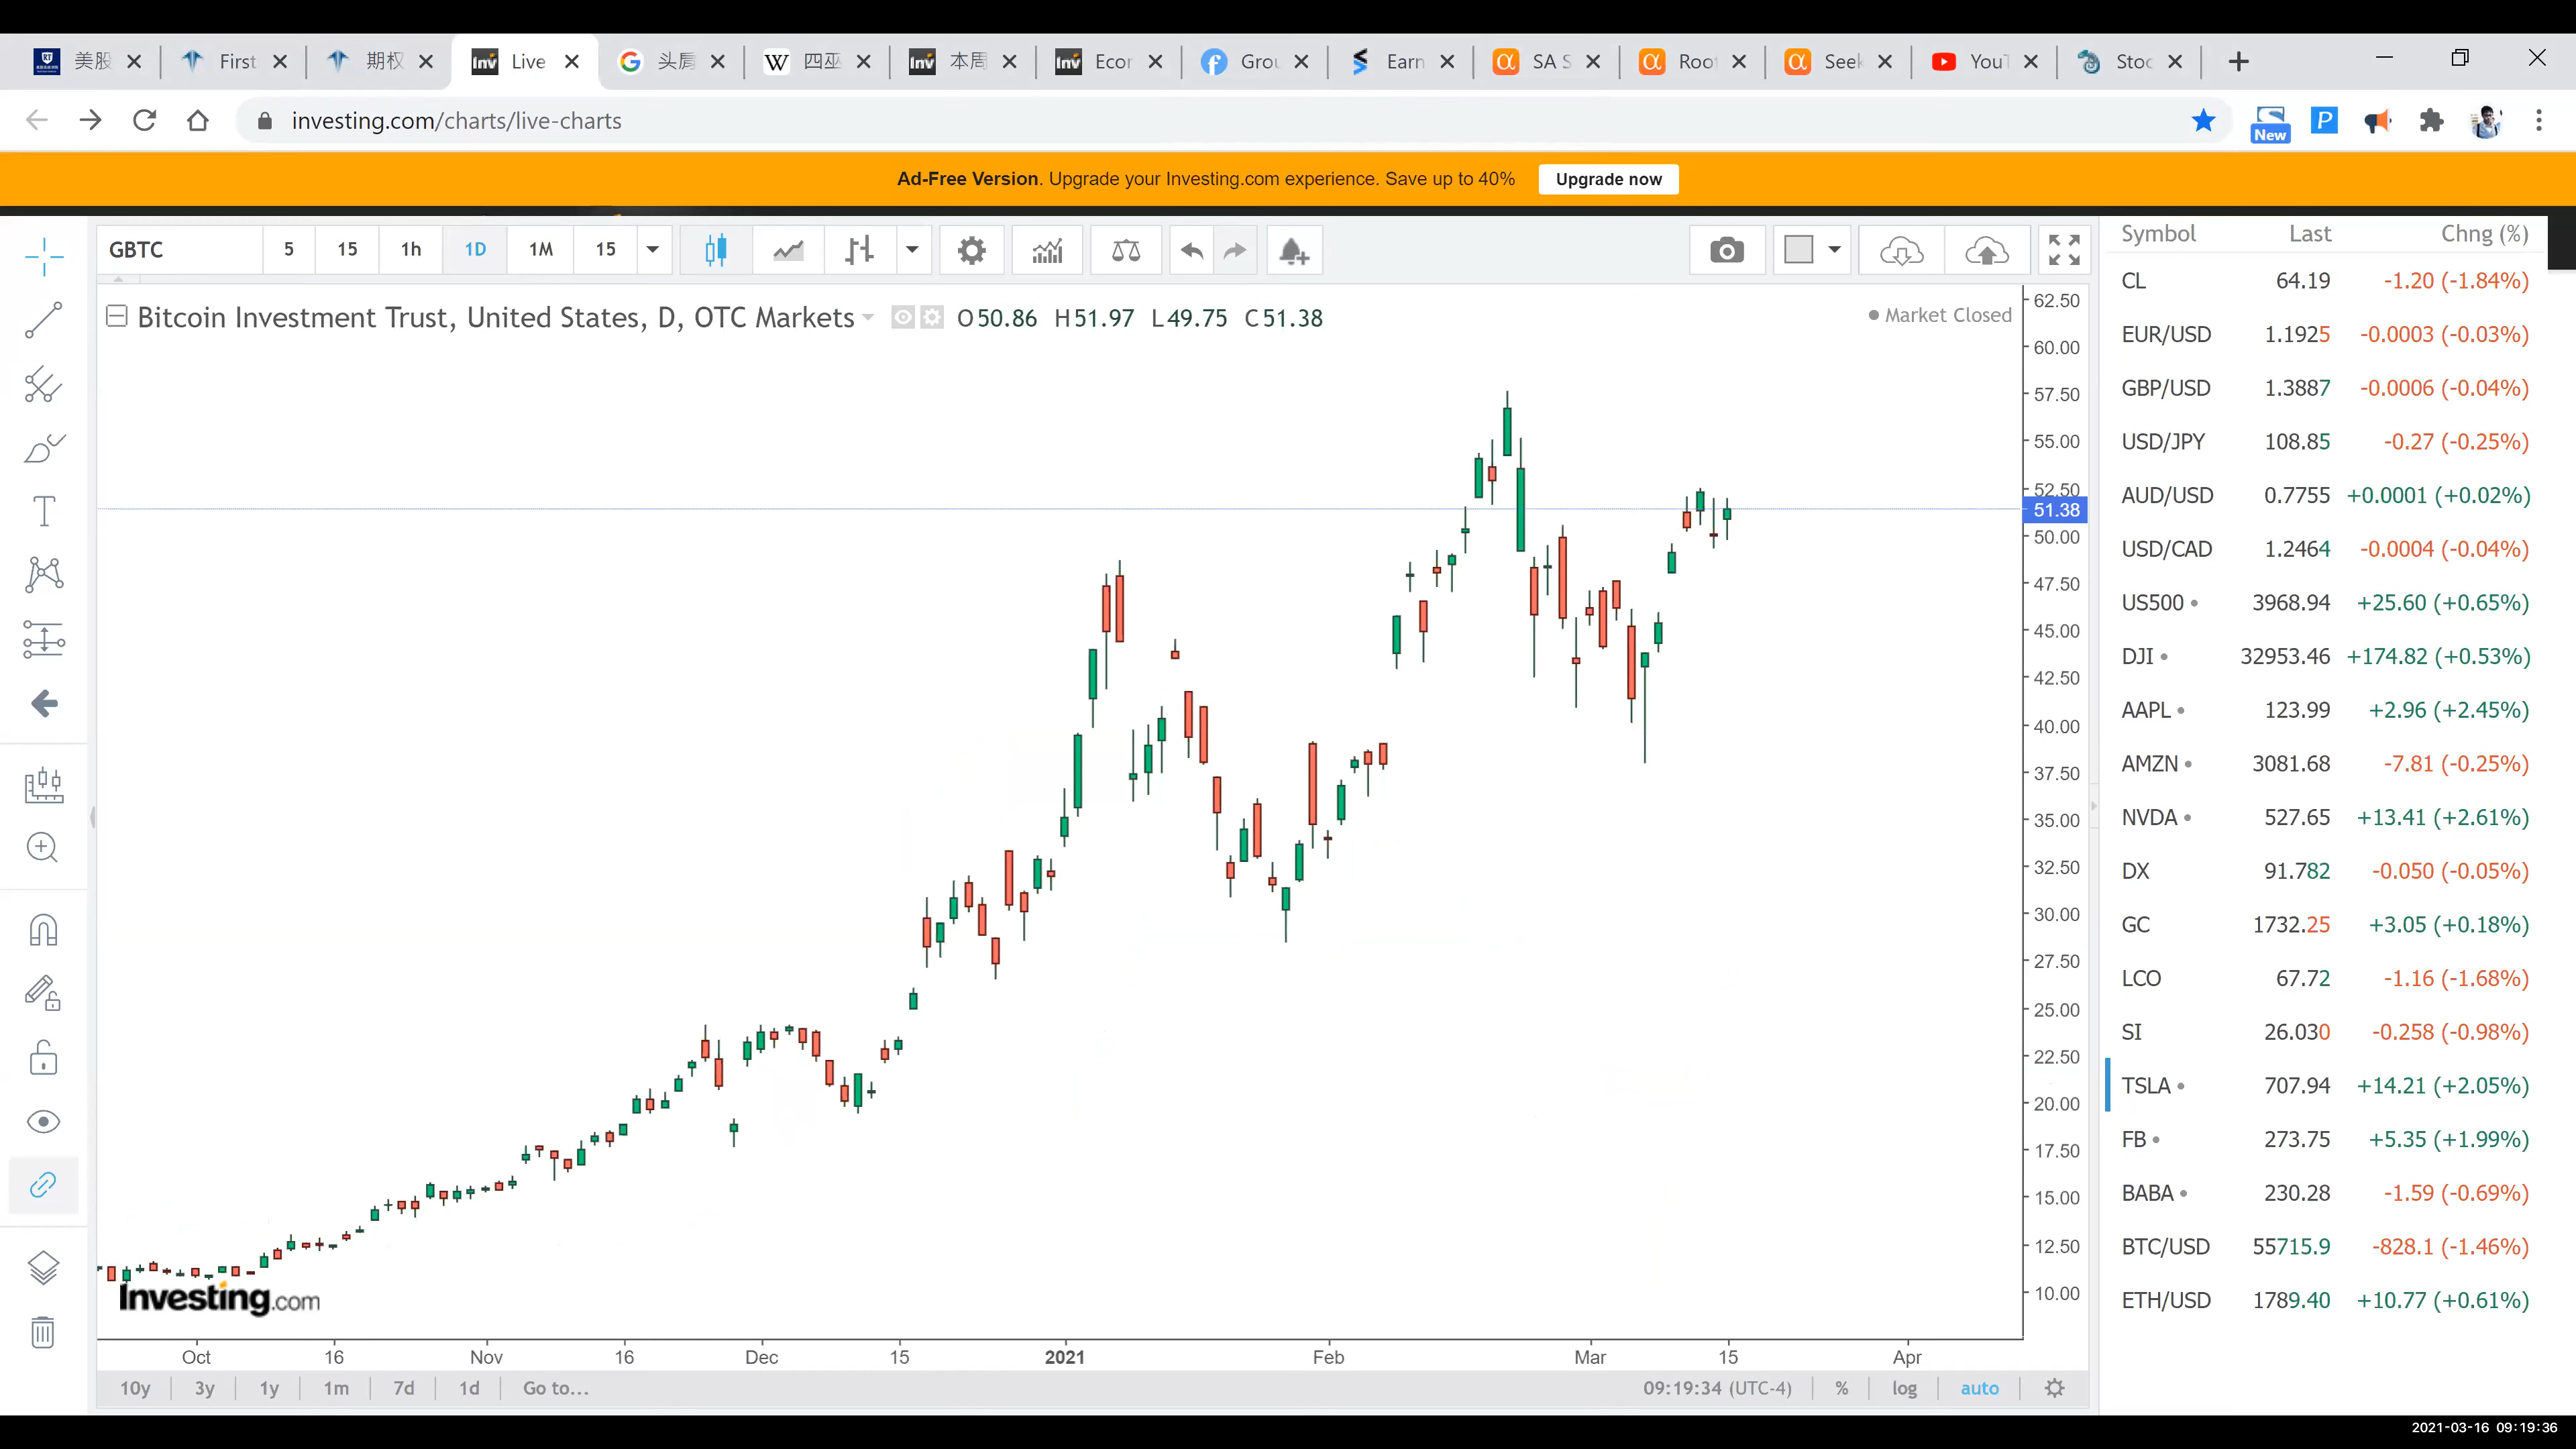 美股 First 期权 Live 头肩 四巫 本周 Econ Grou Earn SA S Root Seek YouT Stoc
investing.com/charts/live-charts
New
Ad-Free Version. Upgrade your Investing.com experience. Save up to 40% Upgrade now
GBTC 5 15 1h 1D 1M 15
Bitcoin Investment Trust, United States, D, OTC Markets O50.86 H51.97 L49.75 C51.38
Market Closed
62.50
60.00
57.50
55.00
52.50
51.38
50.00
47.50
45.00
42.50
40.00
37.50
35.00
32.50
30.00
27.50
25.00
22.50
20.00
17.50
15.00
12.50
10.00
Investing.com
Oct 16 Nov 16 Dec 15 2021 Feb Mar 15 Apr
10y 3y 1y 1m 7d 1d Go to... 09:19:34 (UTC-4) % log auto
Symbol Last Chng (%)
CL 64.19 -1.20 (-1.84%)
EUR/USD 1.1925 -0.0003 (-0.03%)
GBP/USD 1.3887 -0.0006 (-0.04%)
USD/JPY 108.85 -0.27 (-0.25%)
AUD/USD 0.7755 +0.0001 (+0.02%)
USD/CAD 1.2464 -0.0004 (-0.04%)
US500 3968.94 +25.60 (+0.65%)
DJI 32953.46 +174.82 (+0.53%)
AAPL 123.99 +2.96 (+2.45%)
AMZN 3081.68 -7.81 (-0.25%)
NVDA 527.65 +13.41 (+2.61%)
DX 91.782 -0.050 (-0.05%)
GC 1732.25 +3.05 (+0.18%)
LCO 67.72 -1.16 (-1.68%)
SI 26.030 -0.258 (-0.98%)
TSLA 707.94 +14.21 (+2.05%)
FB 273.75 +5.35 (+1.99%)
BABA 230.28 -1.59 (-0.69%)
BTC/USD 55715.9 -828.1 (-1.46%)
ETH/USD 1789.40 +10.77 (+0.61%)
2021-03-16 09:19:36